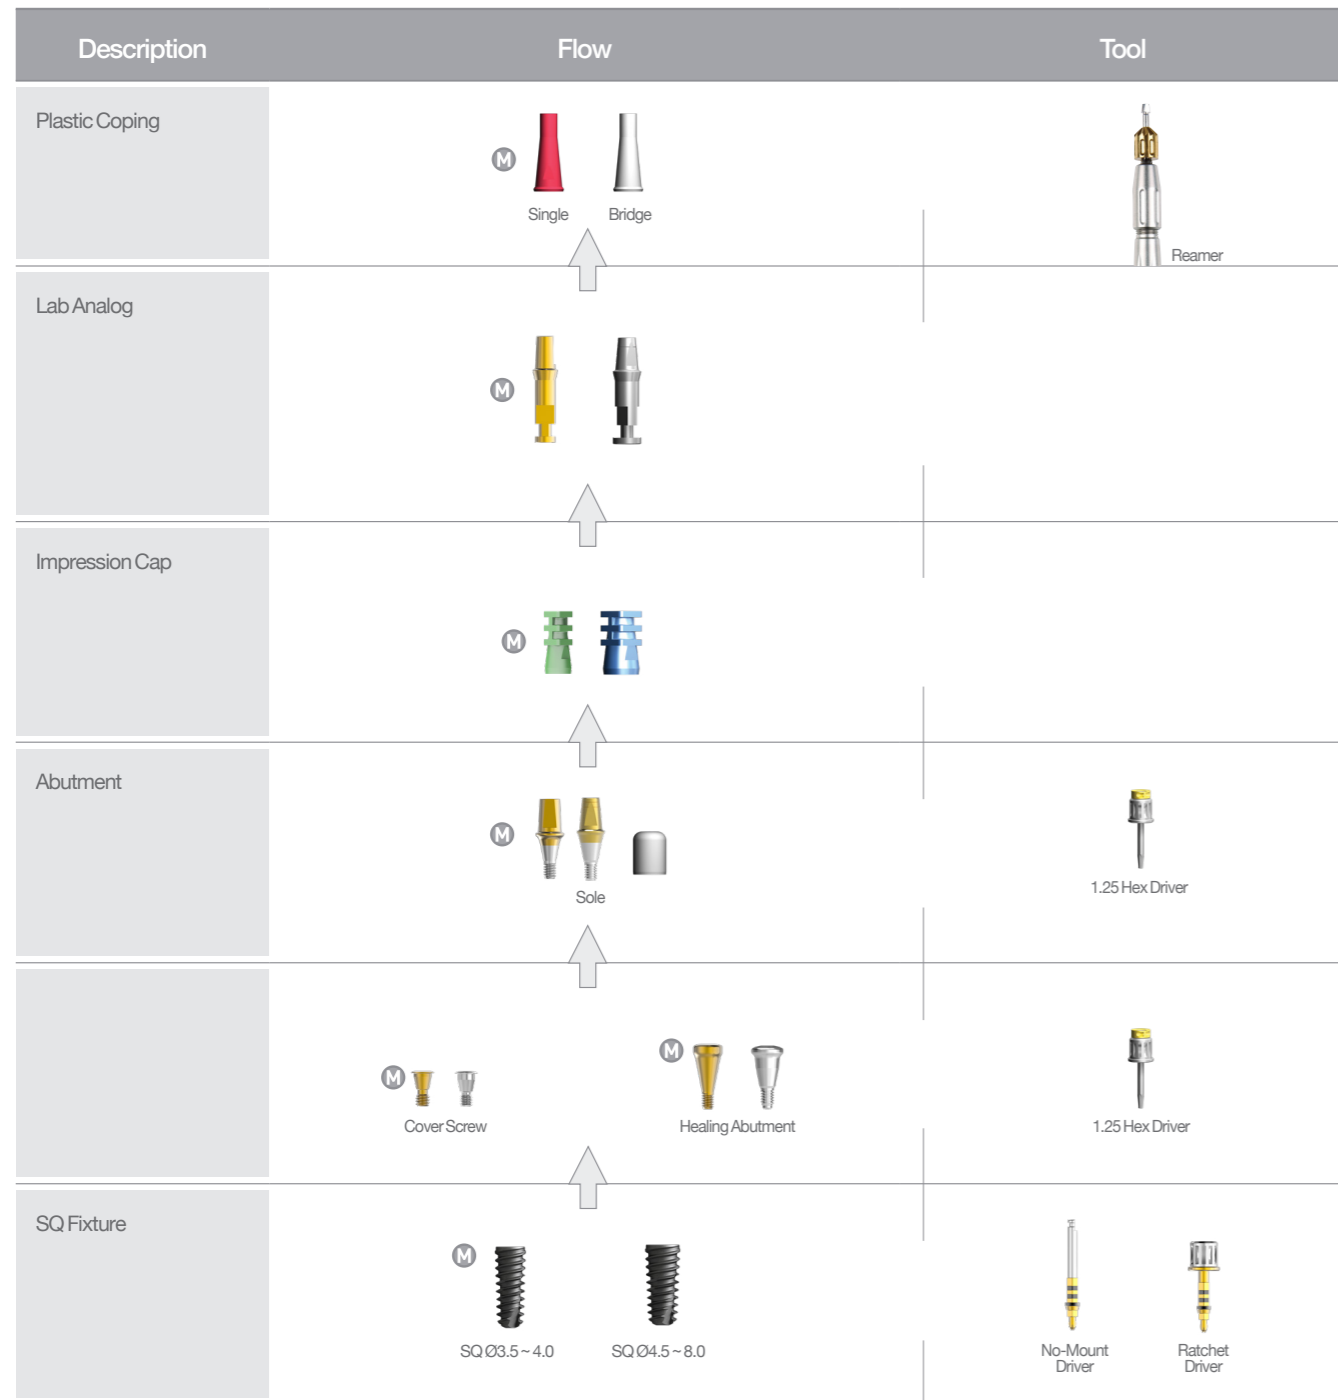 Description Flow Tool
Plastic Coping
M
Single Bridge
Reamer
Lab Analog
M
Impression Cap
M
Abutment
M
Sole
1.25 Hex Driver
M
M
Cover Screw
Healing Abutment
1.25 Hex Driver
SQ Fixture
M
SQ Ø3.5 ~ 4.0
SQ Ø4.5 ~ 8.0
No-Mount
Driver
Ratchet
Driver